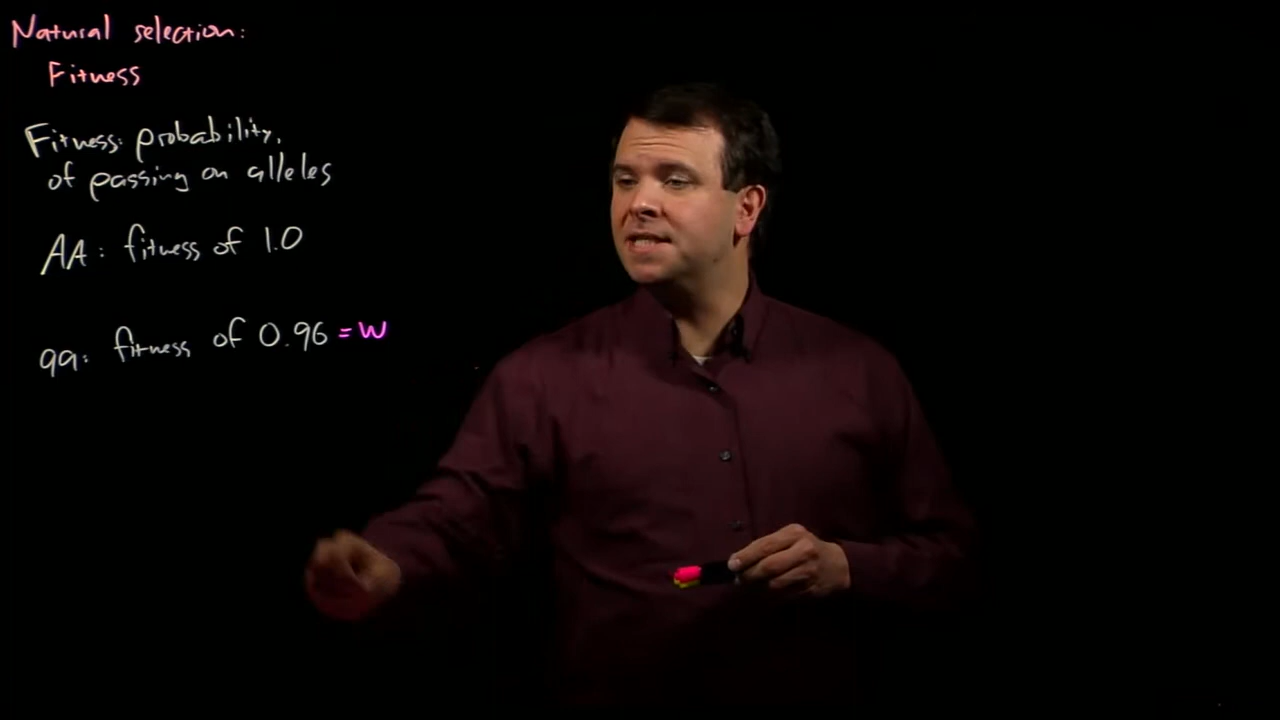 Natural selection:
Fitness
Fitness: probability,
of passing on alleles
AA: fitness of 1.0
aa: fitness of 0.96 = w